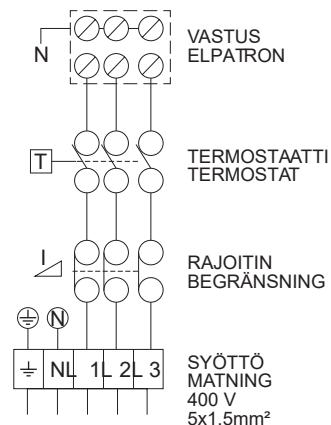 N
VASTUS
ELPATRON
T
TERMOSTAATTI
TERMOSTAT
I
RAJOITIN
BEGRÄNSNING
N
N L 1 L 2 L 3
SYÖTTÖ
MATNING
400 V
5x1.5mm²